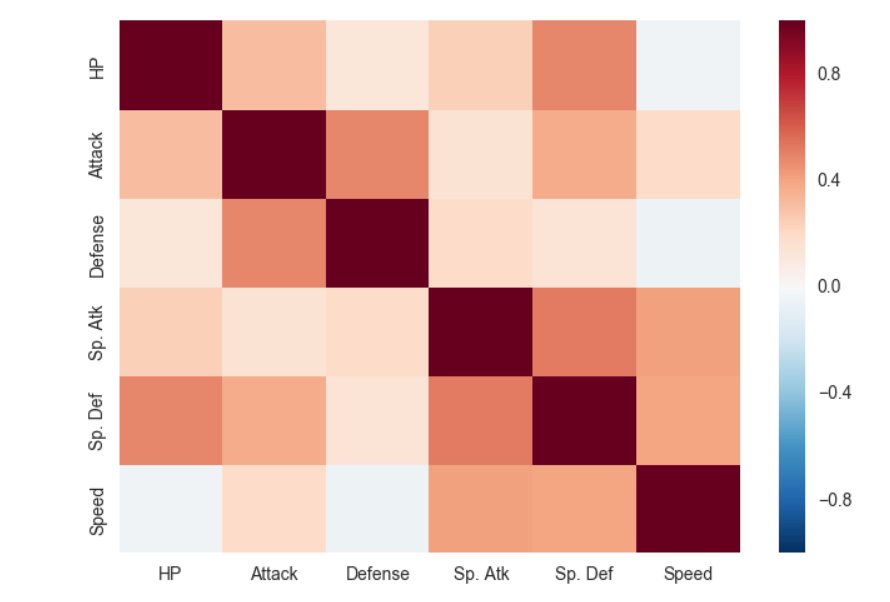 HP
Attack
Defense
Sp. Atk
Sp. Def
Speed
HP Attack Defense Sp. Atk Sp. Def Speed
0.8
0.4
0.0
−0.4
−0.8